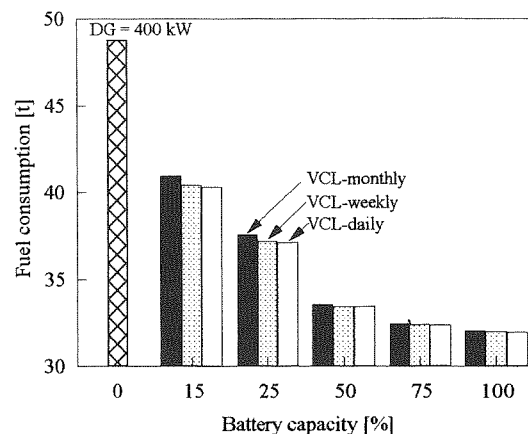 DG = 400 kW
Fuel consumption [t]
50
45
40
35
30
VCL-monthly
VCL-weekly
VCL-daily
0 15 25 50 75 100
Battery capacity [%]